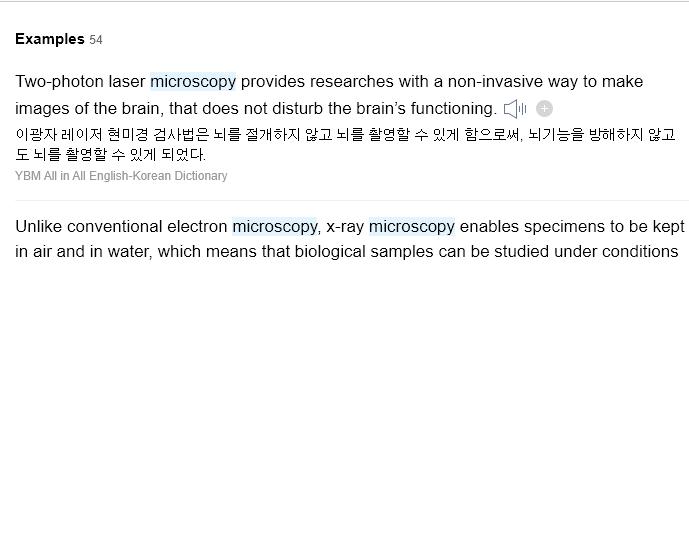 Examples 54
Two-photon laser microscopy provides researches with a non-invasive way to make
images of the brain, that does not disturb the brain’s functioning.
이광자 레이저 현미경 검사법은 뇌를 절개하지 않고 뇌를 촬영할 수 있게 함으로써, 뇌기능을 방해하지 않고
도 뇌를 촬영할 수 있게 되었다.
YBM All in All English-Korean Dictionary
Unlike conventional electron microscopy, x-ray microscopy enables specimens to be kept
in air and in water, which means that biological samples can be studied under conditions